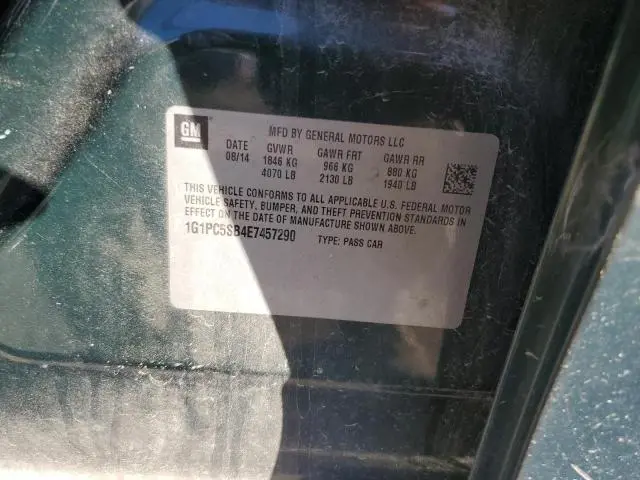 GM
MFD BY GENERAL MOTORS LLC
DATE GVWR GAWR FRT GAWR RR
08/14 1846 KG 966 KG 880 KG
4070 LB 2130 LB 1940 LB
THIS VEHICLE CONFORMS TO ALL APPLICABLE U.S. FEDERAL MOTOR
VEHICLE SAFETY, BUMPER, AND THEFT PREVENTION STANDARDS IN
EFFECT ON THE DATE OF MANUFACTURE SHOWN ABOVE.
1G1PC5SB4E7457290 TYPE: PASS CAR